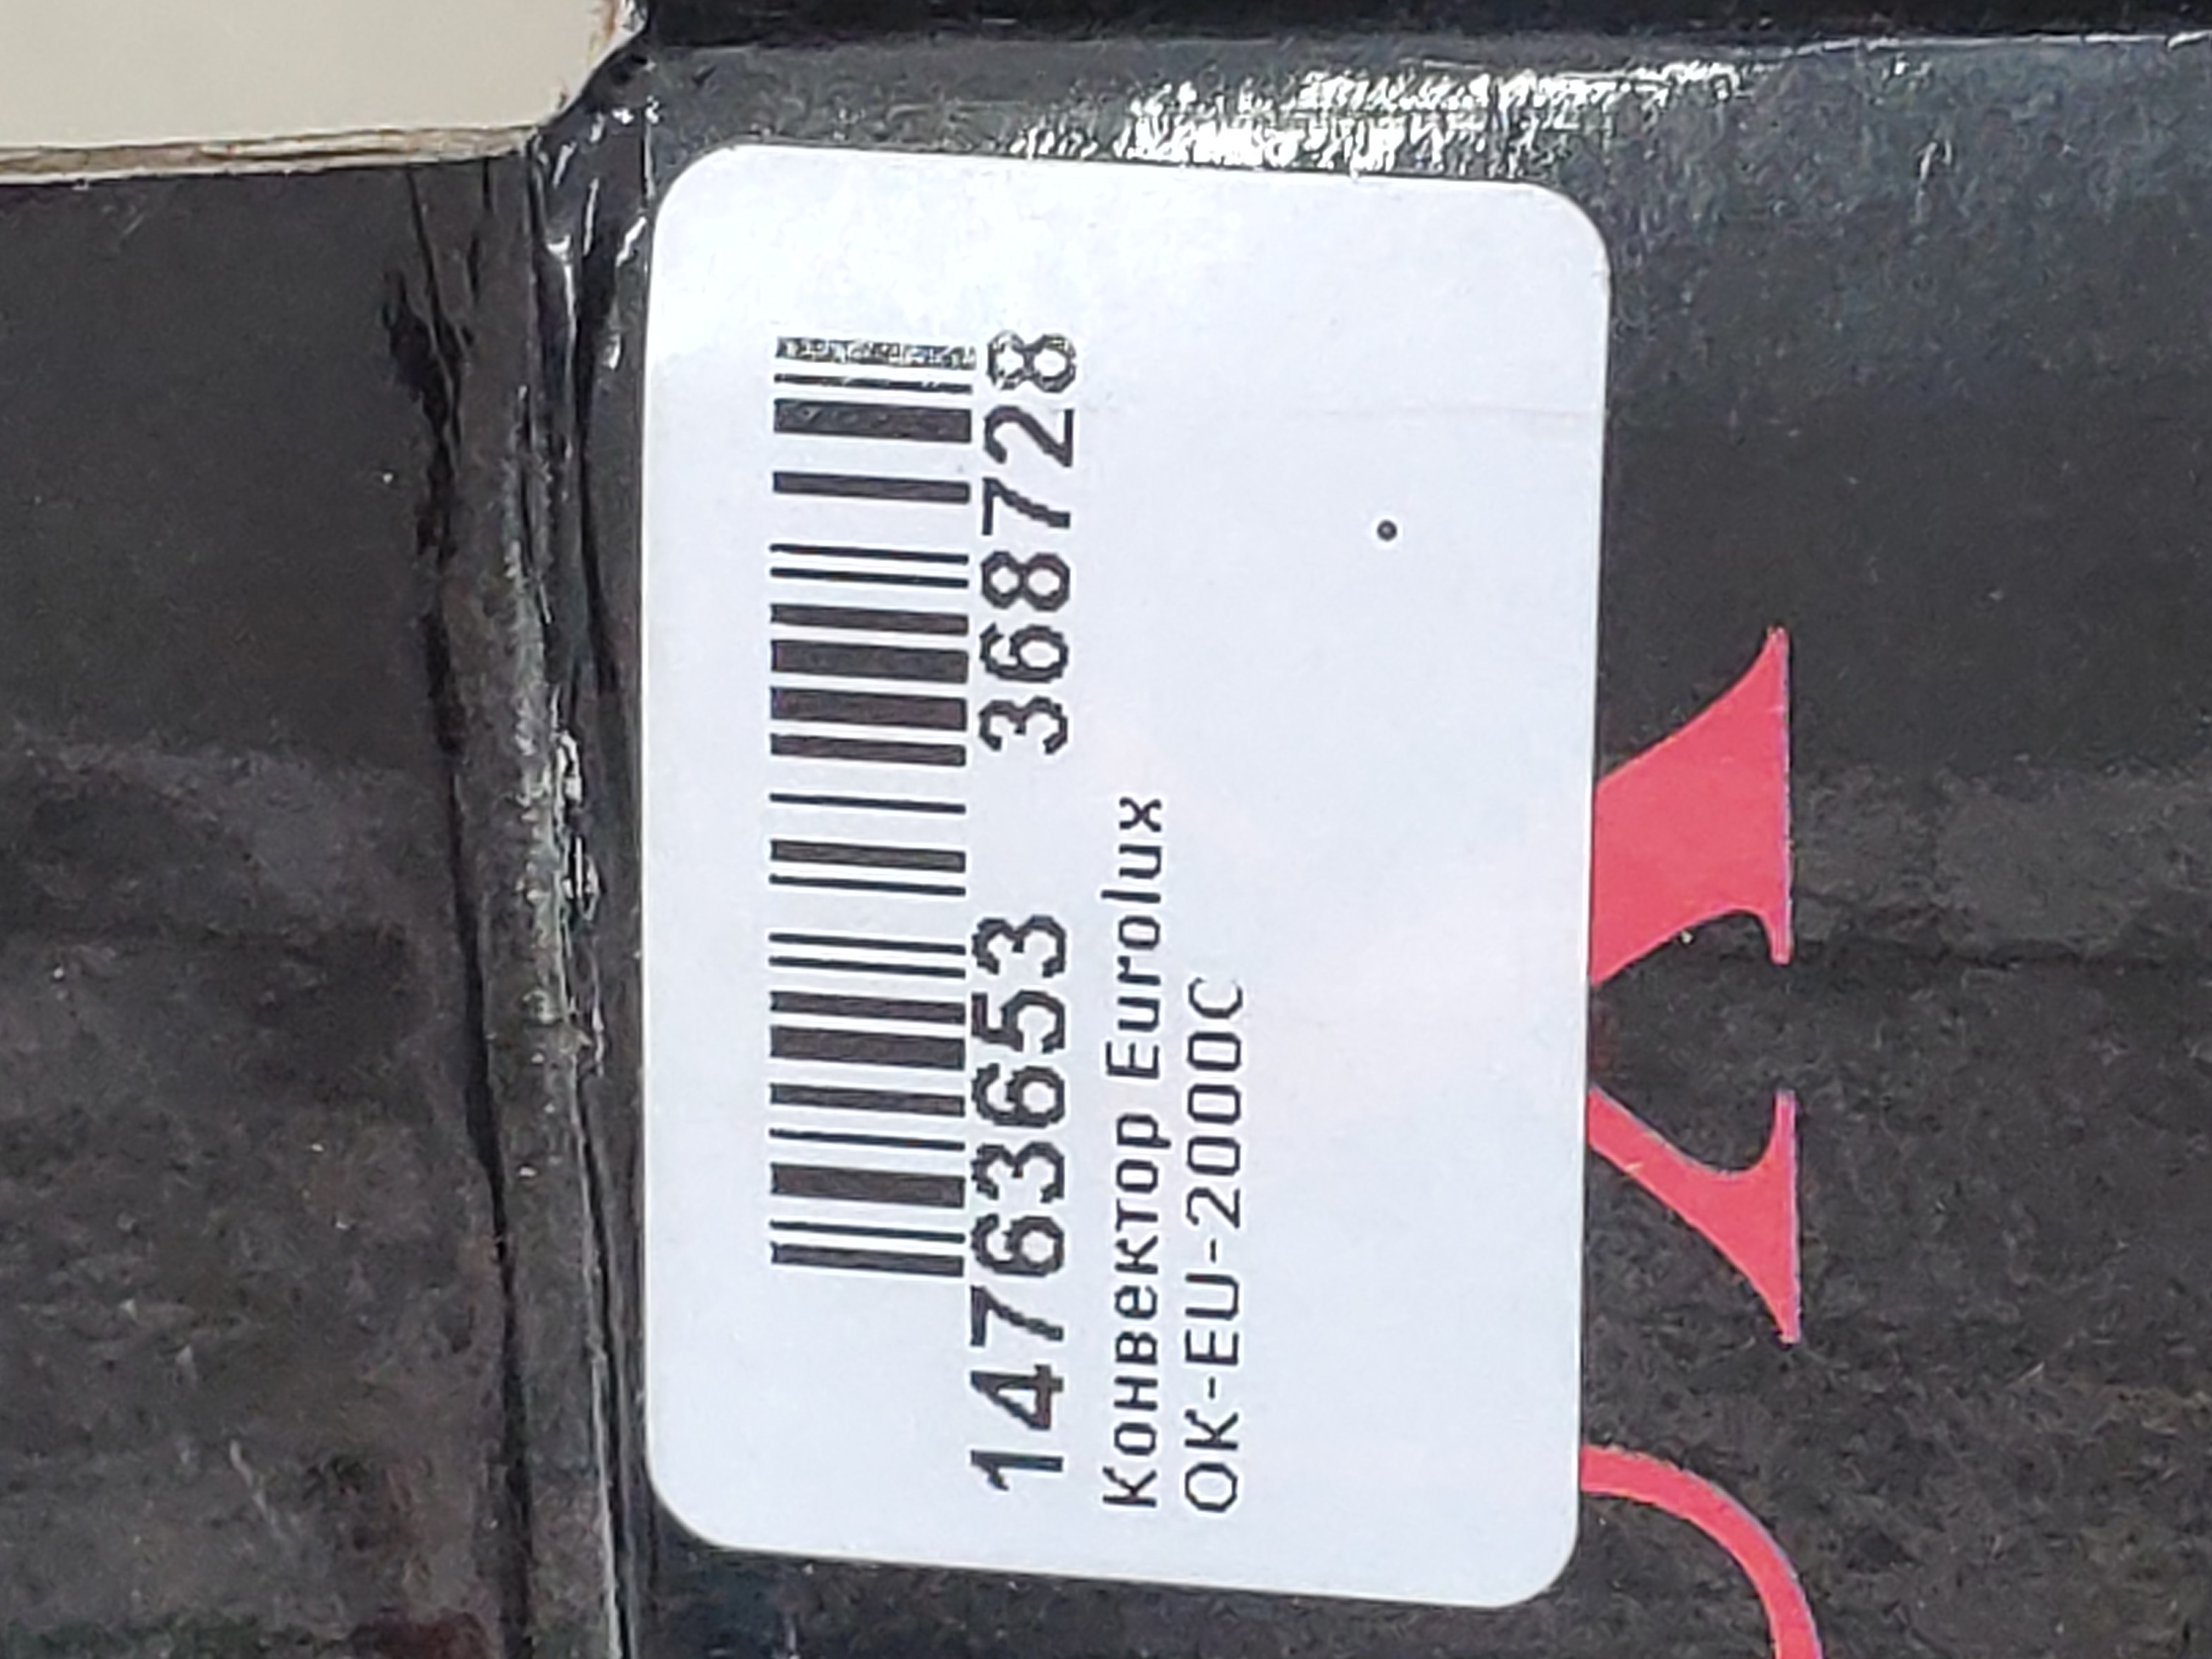 14763653 368728
Конвектор Eurolux
ОК-EU-2000C